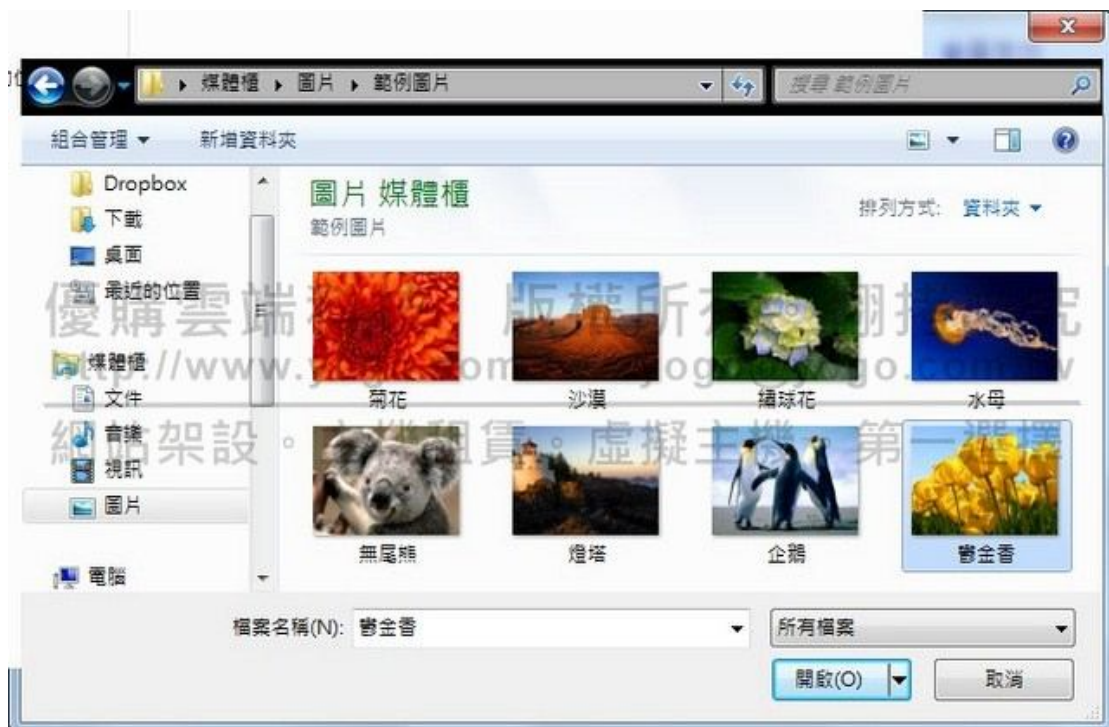 媒體櫃 圖片 範例圖片
搜尋 範例圖片
組合管理 新增資料夾
Dropbox
下載
桌面
最近的位置
媒體櫃
文件
音樂
視訊
圖片
電腦
圖片 媒體櫃
範例圖片
排列方式: 資料夾
菊花
沙漠
繡球花
水母
無尾熊
燈塔
企鵝
鬱金香
優購雲端
版權所
http://www.
網站架設。
租賃。虛擬主機。第一選擇
檔案名稱(N): 鬱金香
所有檔案
開啟(O)
取消